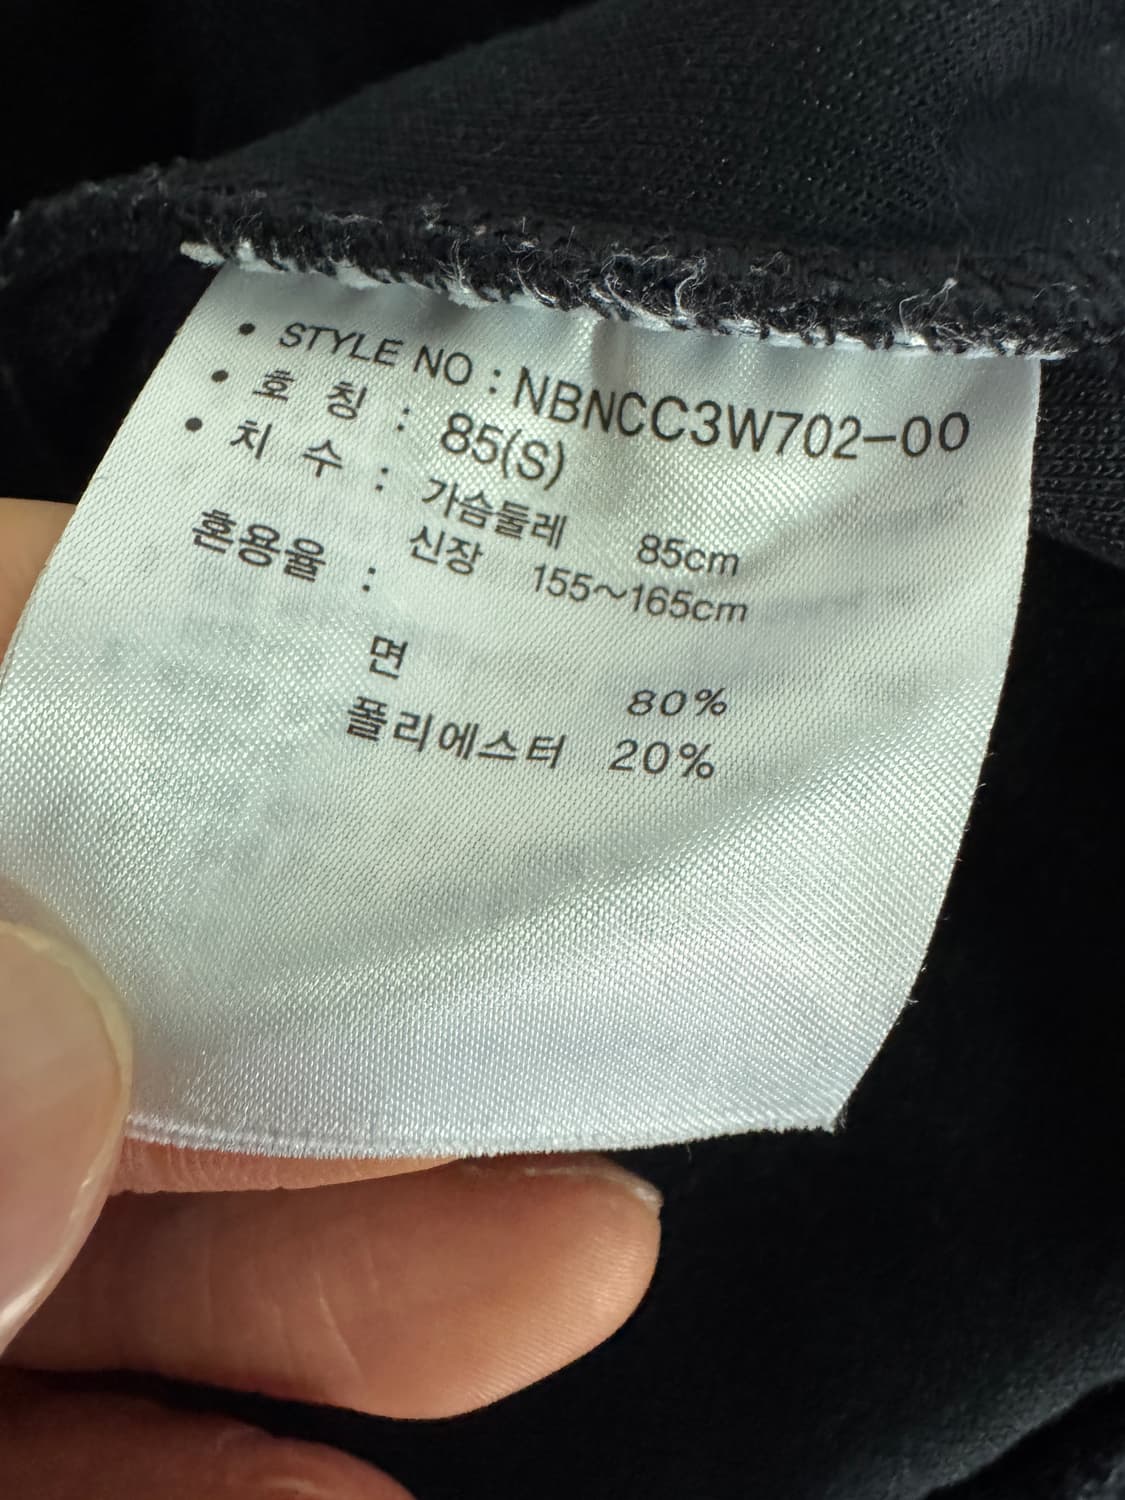 • STYLE NO : NBNCC3W702-00
• 호 칭 : 85(S)
• 치 수 : 가슴둘레 85cm
신장 155~165cm
혼용율 :
면 80%
폴리에스터 20%